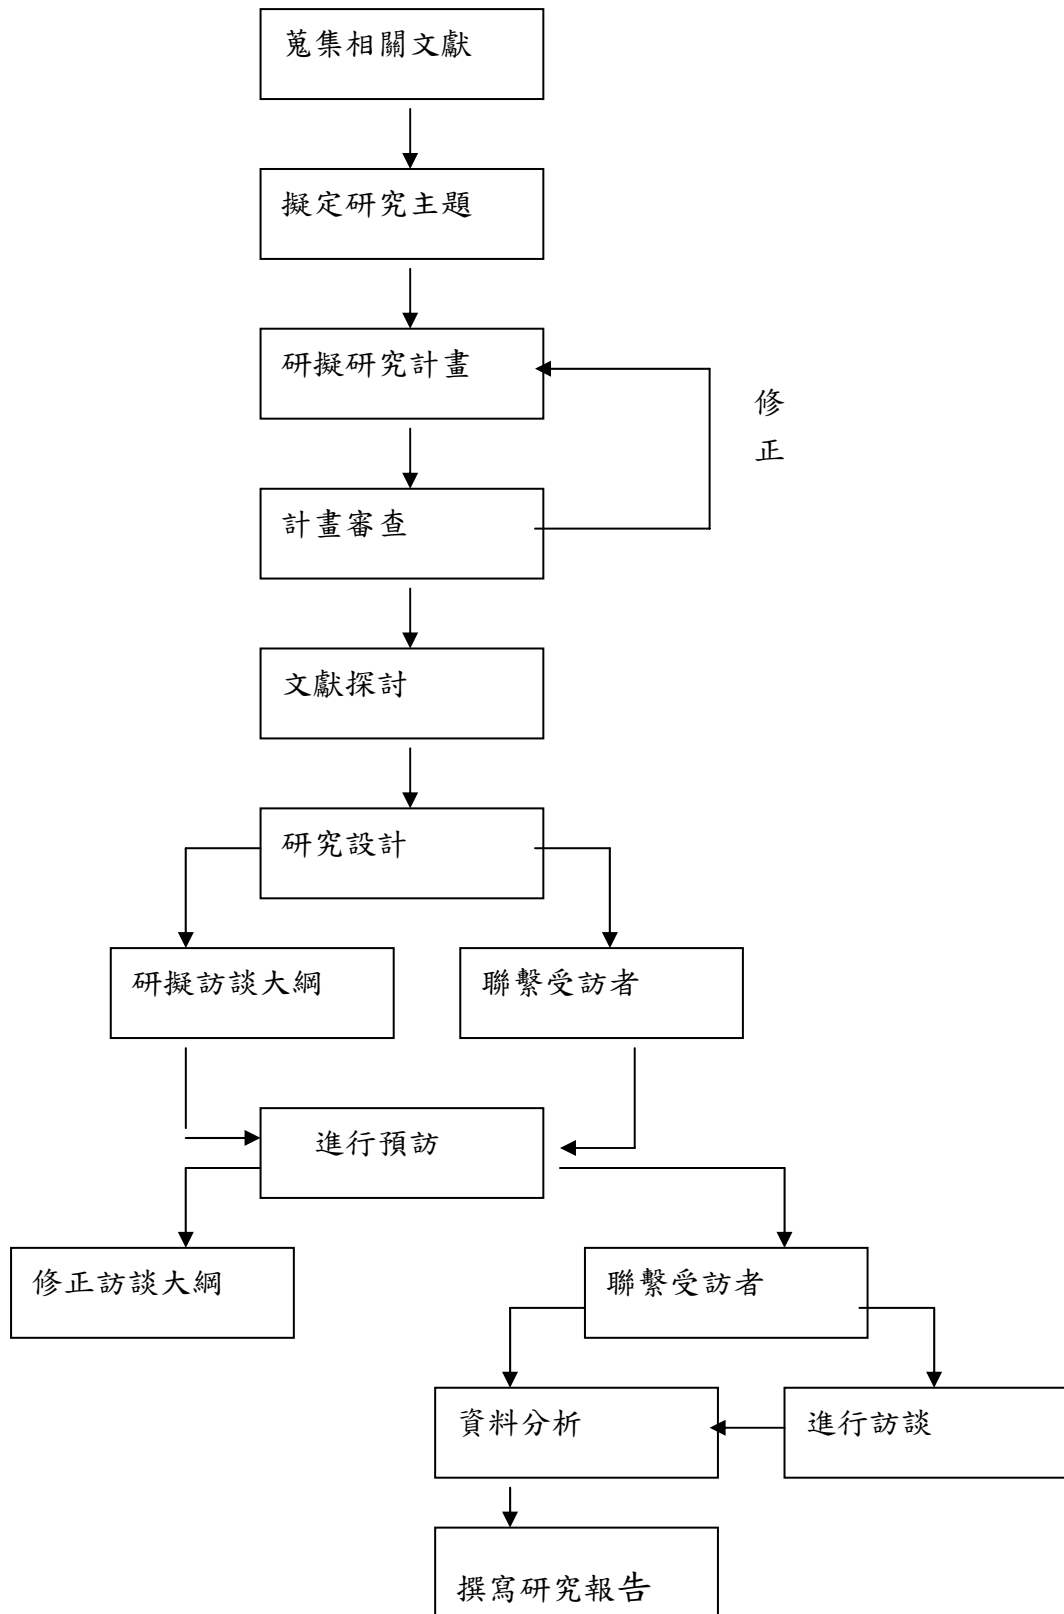 蒐集相關文獻
擬定研究主題
研擬研究計畫
修
正
計畫審查
文獻探討
研究設計
研擬訪談大綱
聯繫受訪者
進行預訪
修正訪談大綱
聯繫受訪者
資料分析
進行訪談
撰寫研究報告